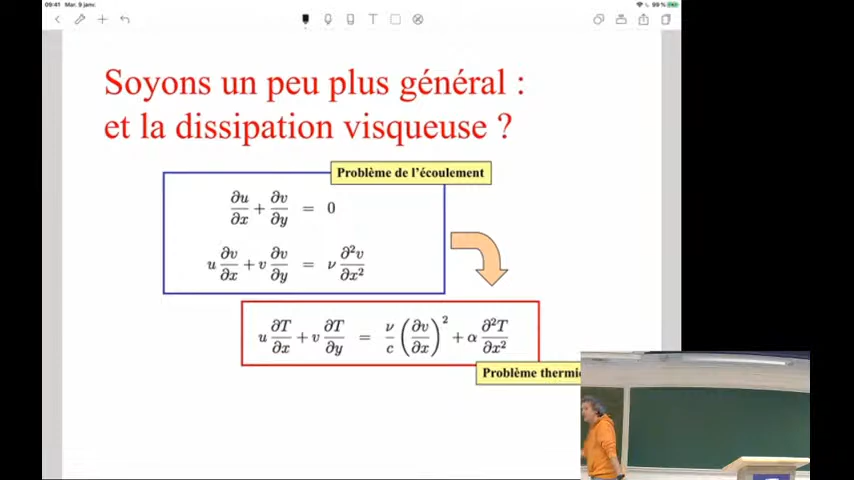 09:41 Mar. 9 janv.
99 %
T
Soyons un peu plus général :
et la dissipation visqueuse ?
Problème de l'écoulement
∂u/∂x + ∂v/∂y = 0
u ∂v/∂x + v ∂v/∂y = ν ∂²v/∂x²
u ∂T/∂x + v ∂T/∂y = ν/c (∂v/∂x)² + α ∂²T/∂x²
Problème